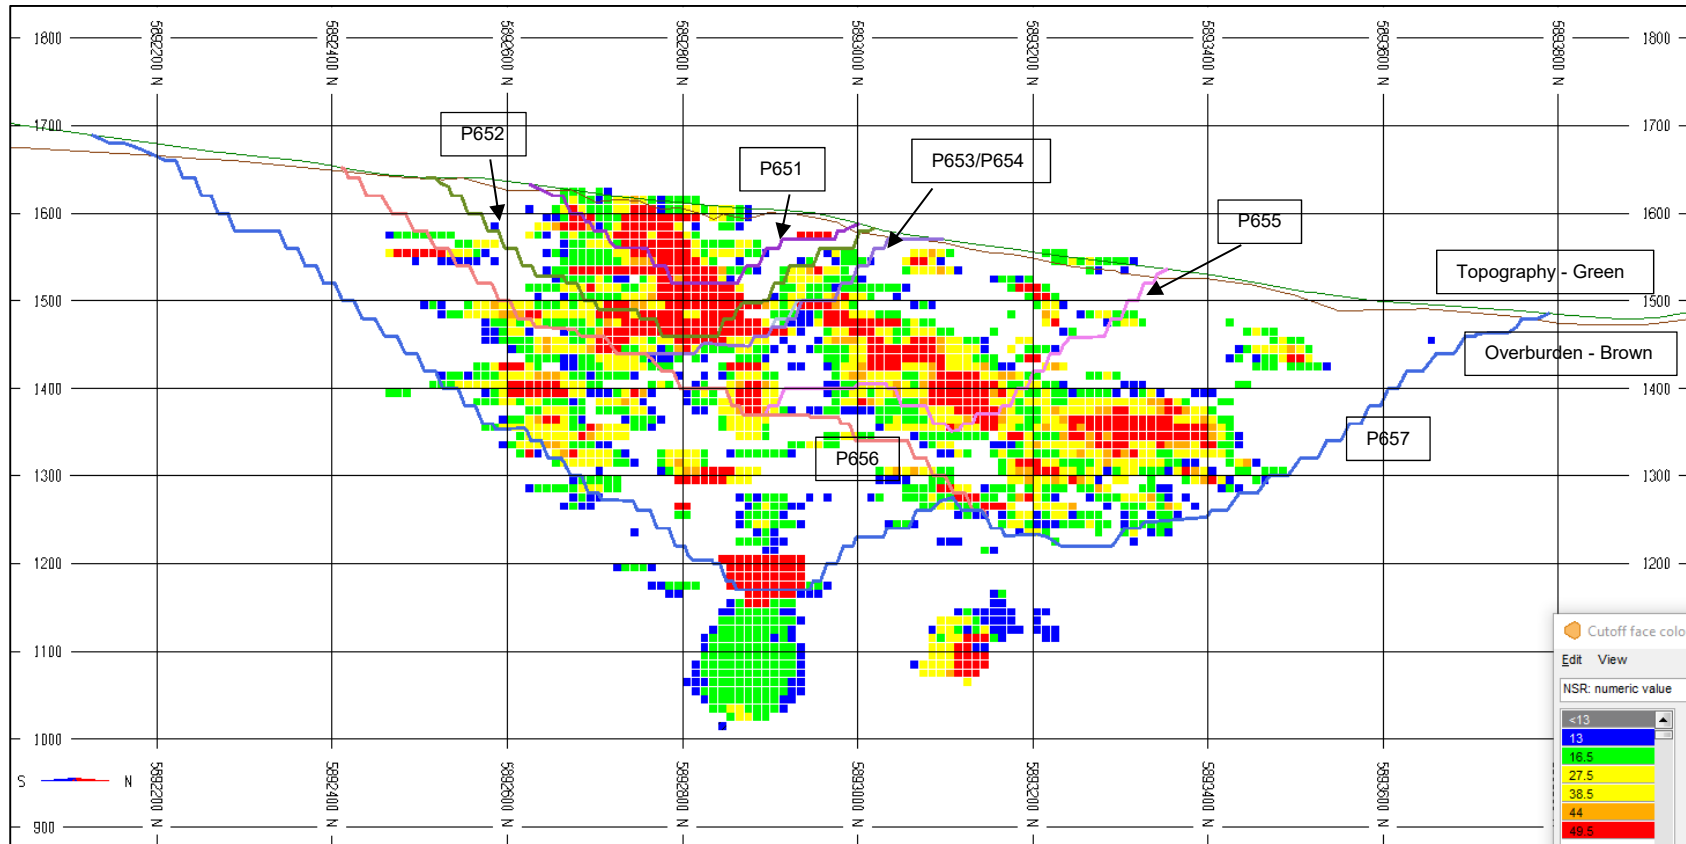 5892200 N
5892400 N
5892600 N
5892800 N
5893000 N
5893200 N
5893400 N
5893600 N
5893800 N
1800
1800
1700
1700
P652
P651
P653/P654
P655
1600
1600
Topography - Green
1500
1500
Overburden - Brown
1400
1400
P657
P656
1300
1300
1200
1200
1100
1000
900
S
N
5892200 N
5892400 N
5892600 N
5892800 N
5893000 N
5893200 N
5893400 N
5893600 N
Cutoff face colo
Edit View
NSR: numeric value
<13
13
16.5
27.5
38.5
44
49.5